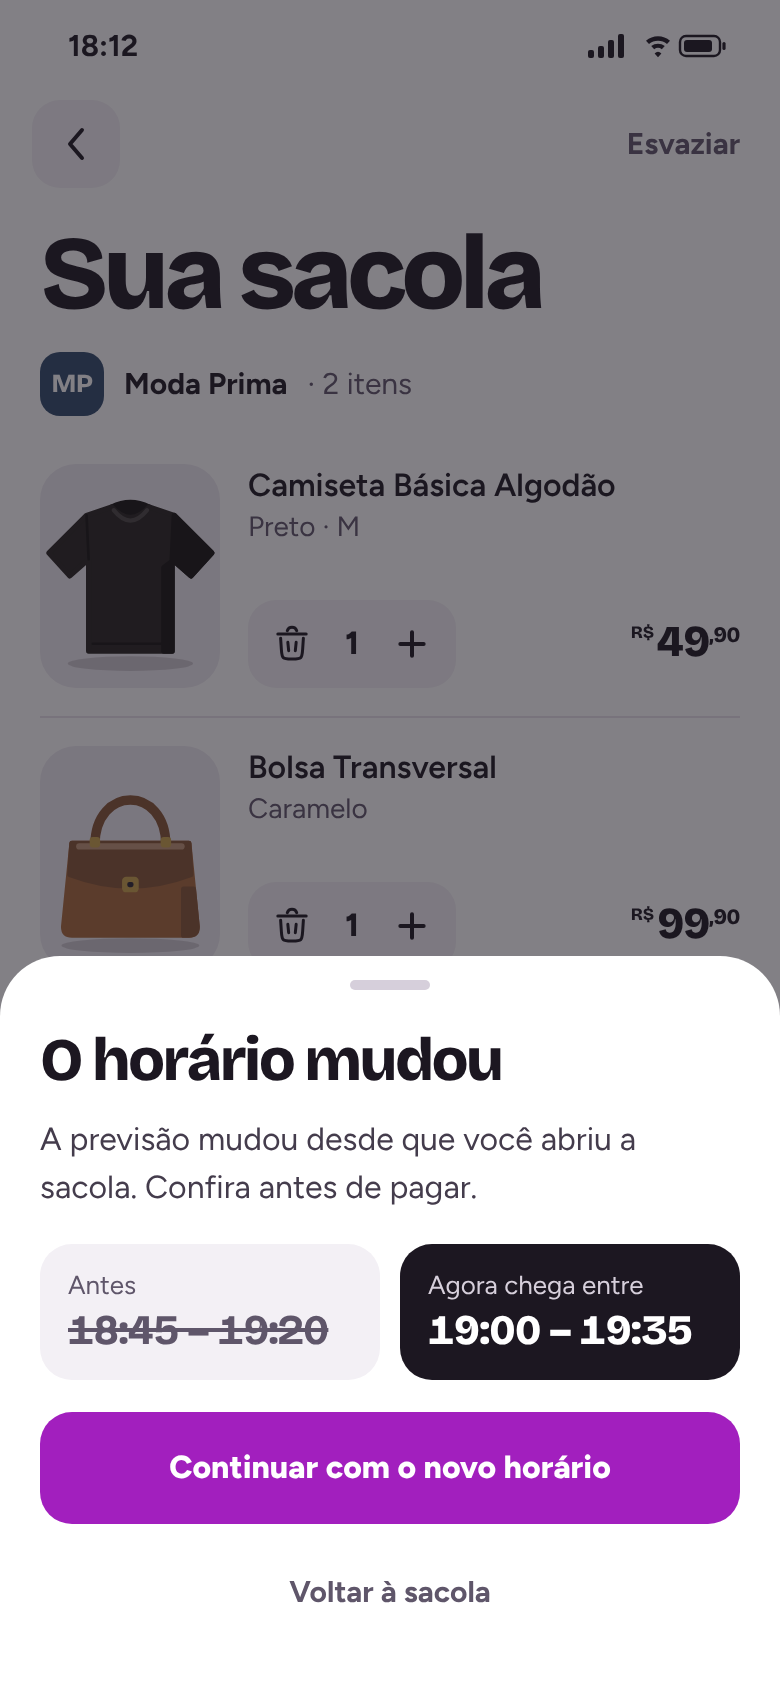 18:12
Esvaziar
Sua sacola
MP Moda Prima · 2 itens
Camiseta Básica Algodão
Preto · M
1
R$ 49,90
Bolsa Transversal
Caramelo
1
R$ 99,90
O horário mudou
A previsão mudou desde que você abriu a
sacola. Confira antes de pagar.
Antes
18:45 – 19:20
Agora chega entre
19:00 – 19:35
Continuar com o novo horário
Voltar à sacola